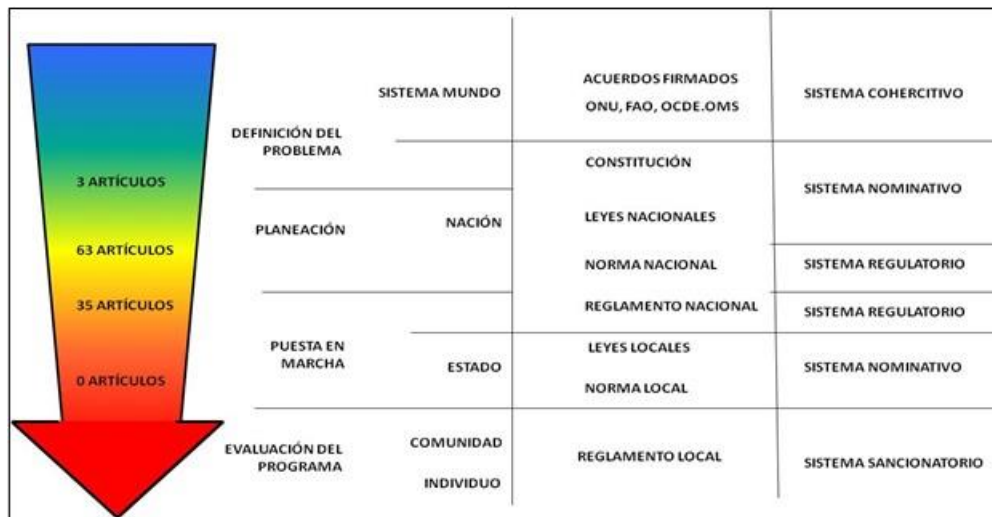 SISTEMA MUNDO
ACUERDOS FIRMADOS
ONU, FAO, OCDE.OMS
SISTEMA COHERCITIVO
DEFINICIÓN DEL
PROBLEMA
CONSTITUCIÓN
3 ARTÍCULOS
SISTEMA NOMINATIVO
PLANEACIÓN
NACIÓN
LEYES NACIONALES
63 ARTÍCULOS
NORMA NACIONAL
SISTEMA REGULATORIO
35 ARTÍCULOS
REGLAMENTO NACIONAL
SISTEMA REGULATORIO
PUESTA EN
MARCHA
ESTADO
LEYES LOCALES
NORMA LOCAL
SISTEMA NOMINATIVO
0 ARTÍCULOS
EVALUACIÓN DEL
PROGRAMA
COMUNIDAD
INDIVIDUO
REGLAMENTO LOCAL
SISTEMA SANCIONATORIO